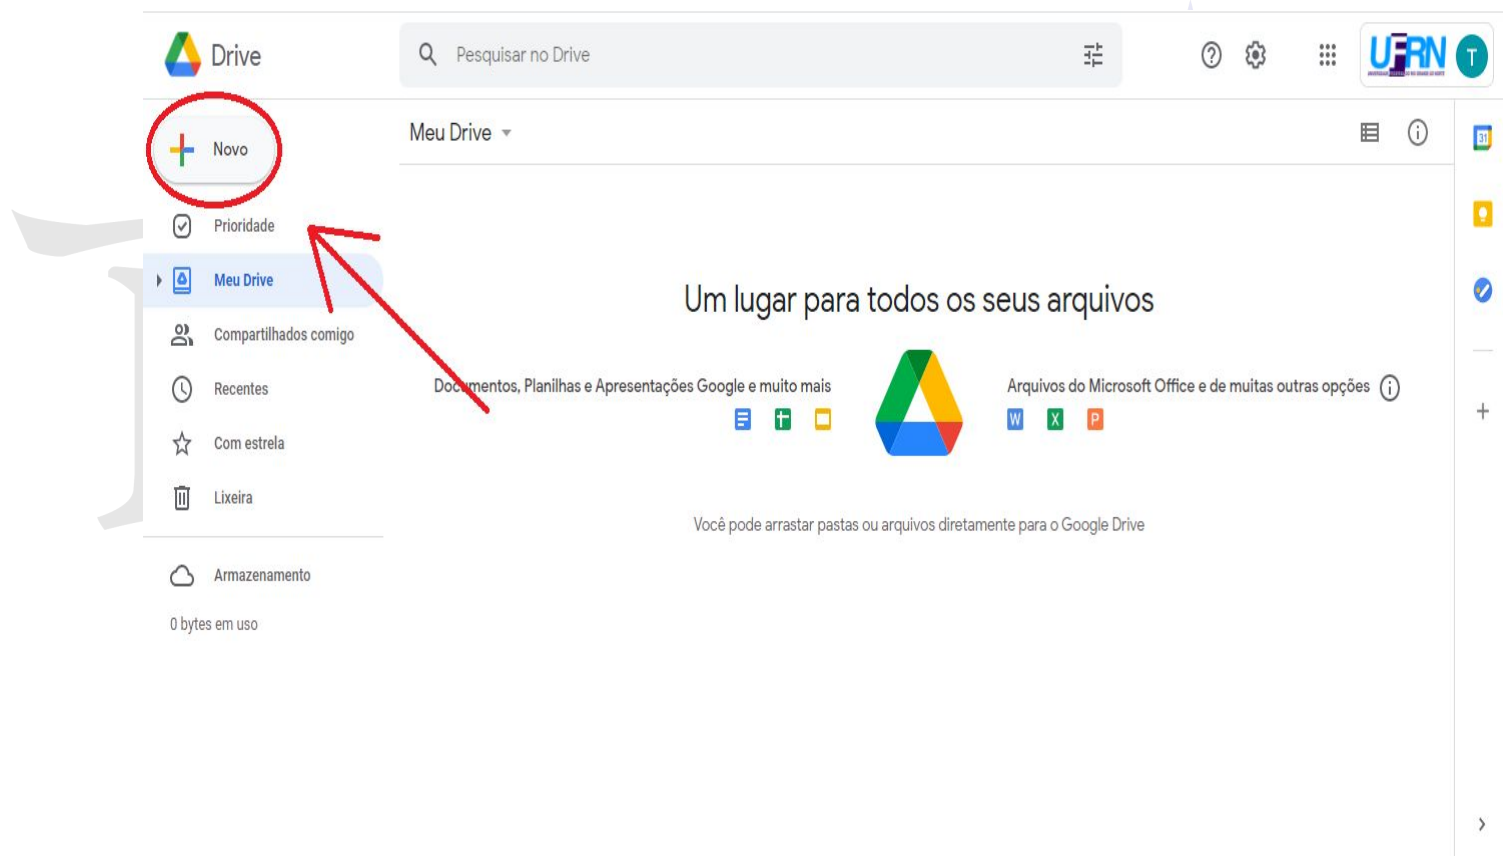 Drive
Pesquisar no Drive
UFRN
T
Novo
Meu Drive
31
Prioridade
Meu Drive
Compartilhados comigo
Recentes
Com estrela
Lixeira
Armazenamento
0 bytes em uso
Um lugar para todos os seus arquivos
Documentos, Planilhas e Apresentações Google e muito mais
Arquivos do Microsoft Office e de muitas outras opções
W X P
Você pode arrastar pastas ou arquivos diretamente para o Google Drive